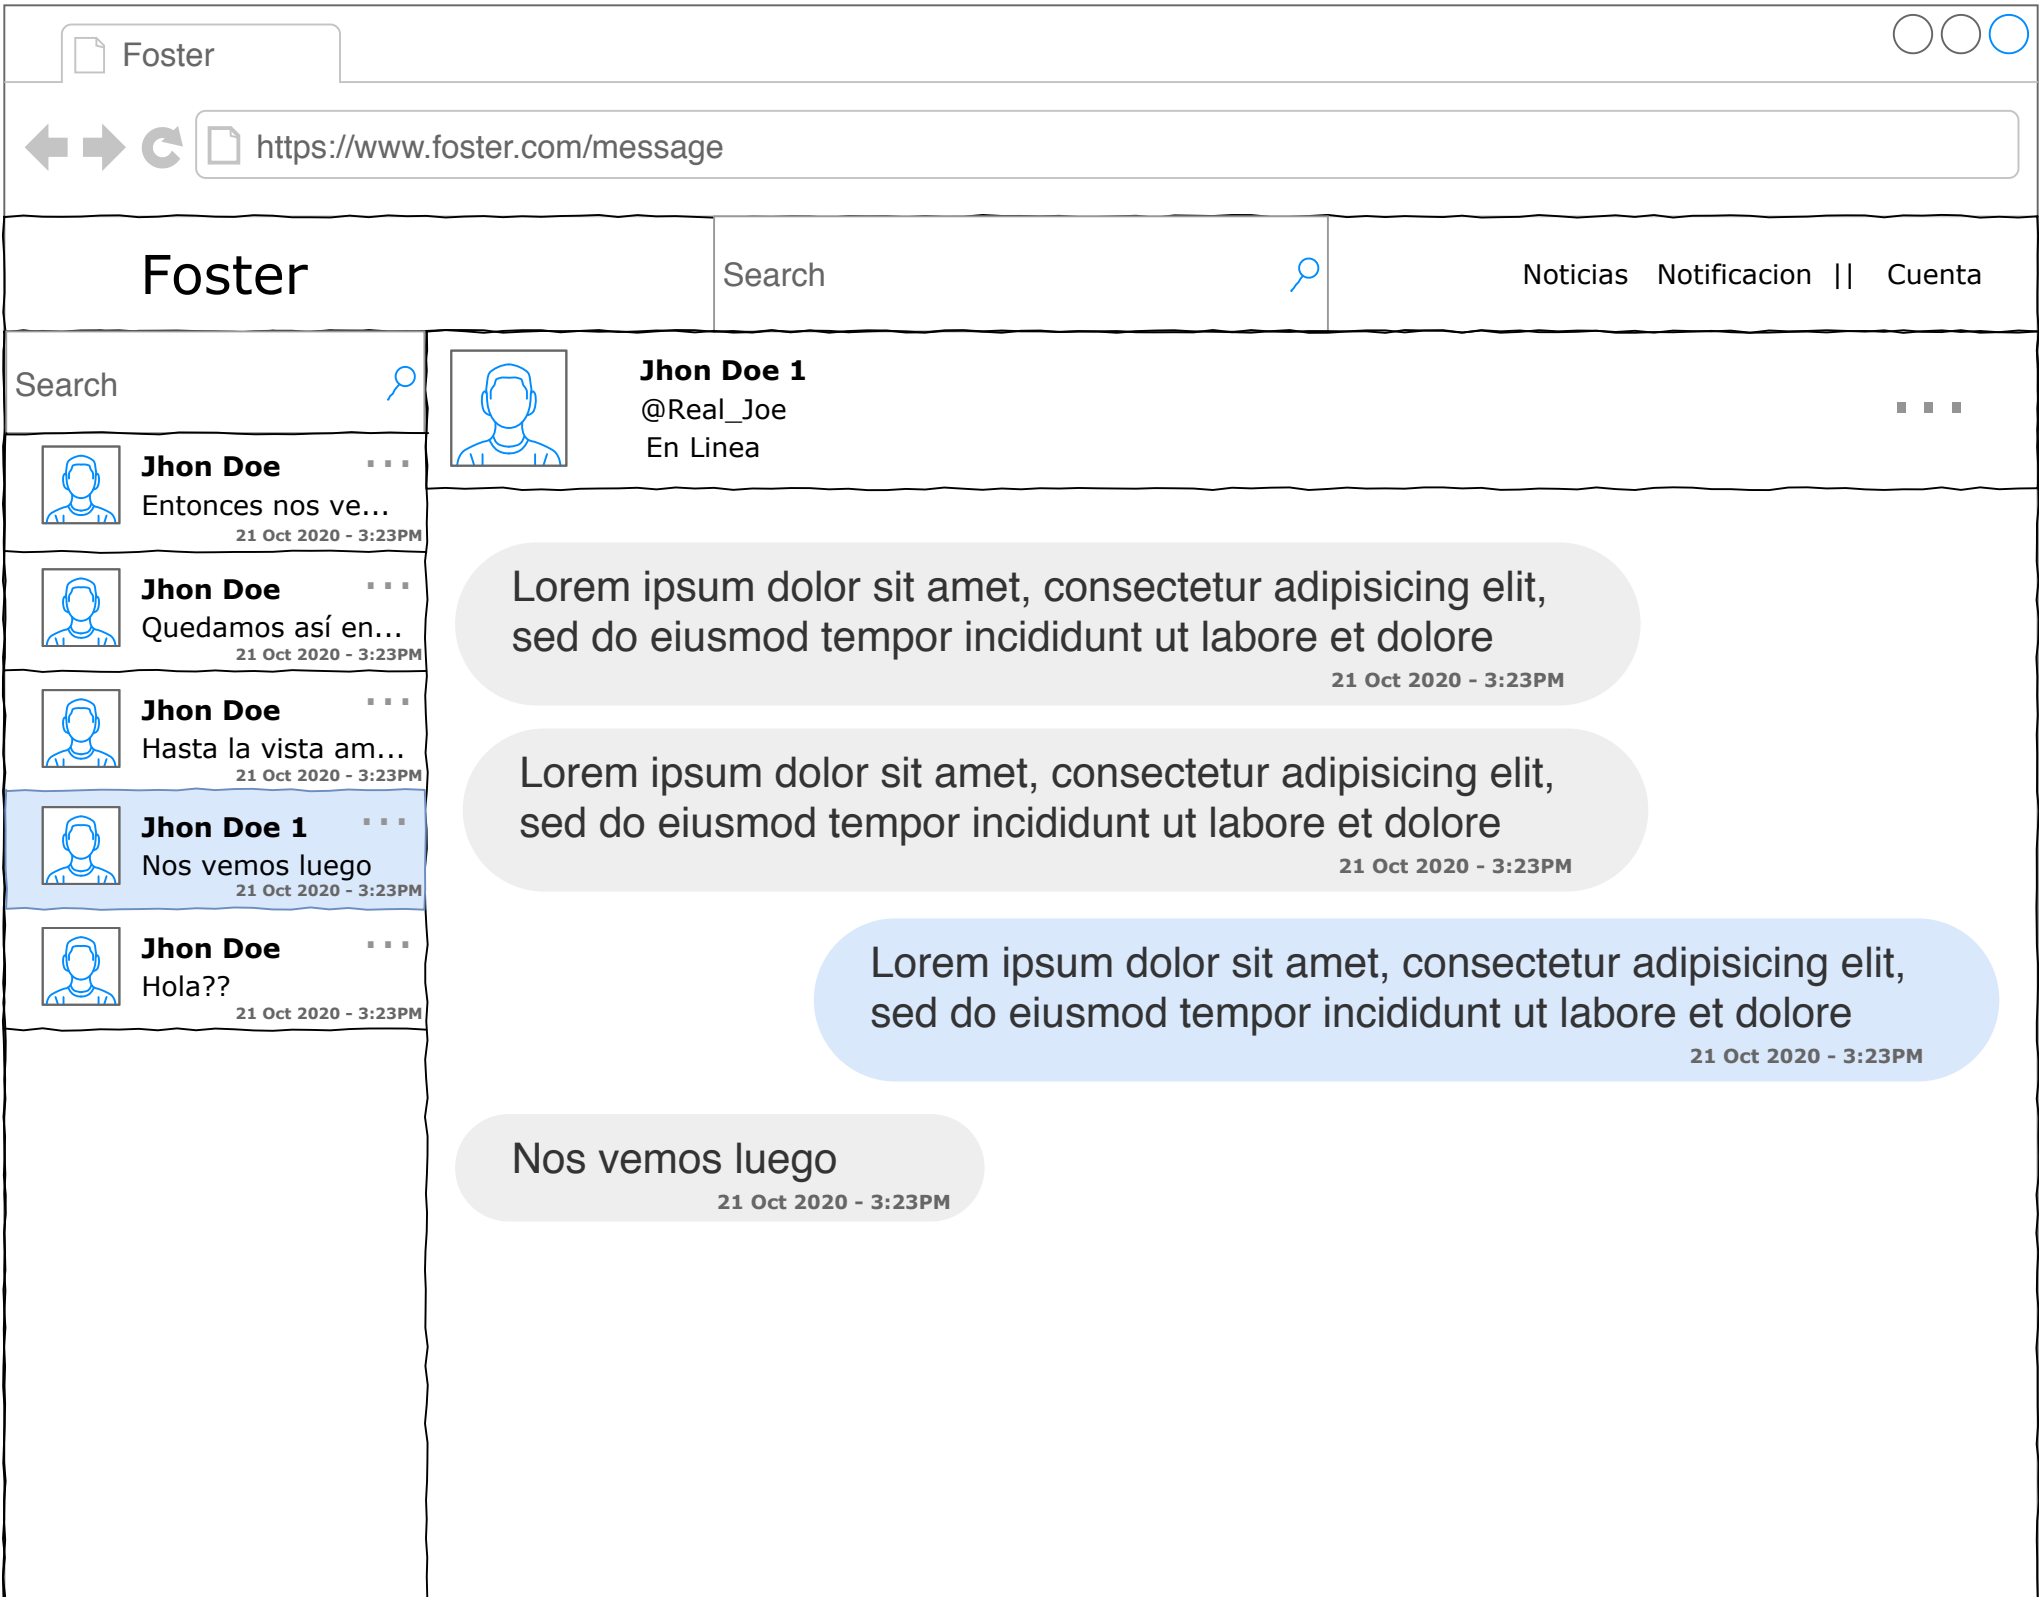 Foster
https://www.foster.com/message
Foster
Search
Noticias Notificacion || Cuenta
Search
Jhon Doe
Entonces nos ve...
21 Oct 2020 - 3:23PM
Jhon Doe
Quedamos así en...
21 Oct 2020 - 3:23PM
Jhon Doe
Hasta la vista am...
21 Oct 2020 - 3:23PM
Jhon Doe 1
Nos vemos luego
21 Oct 2020 - 3:23PM
Jhon Doe
Hola??
21 Oct 2020 - 3:23PM
Jhon Doe 1
@Real_Joe
En Linea
Lorem ipsum dolor sit amet, consectetur adipisicing elit,
sed do eiusmod tempor incididunt ut labore et dolore
21 Oct 2020 - 3:23PM
Lorem ipsum dolor sit amet, consectetur adipisicing elit,
sed do eiusmod tempor incididunt ut labore et dolore
21 Oct 2020 - 3:23PM
Lorem ipsum dolor sit amet, consectetur adipisicing elit,
sed do eiusmod tempor incididunt ut labore et dolore
21 Oct 2020 - 3:23PM
Nos vemos luego
21 Oct 2020 - 3:23PM